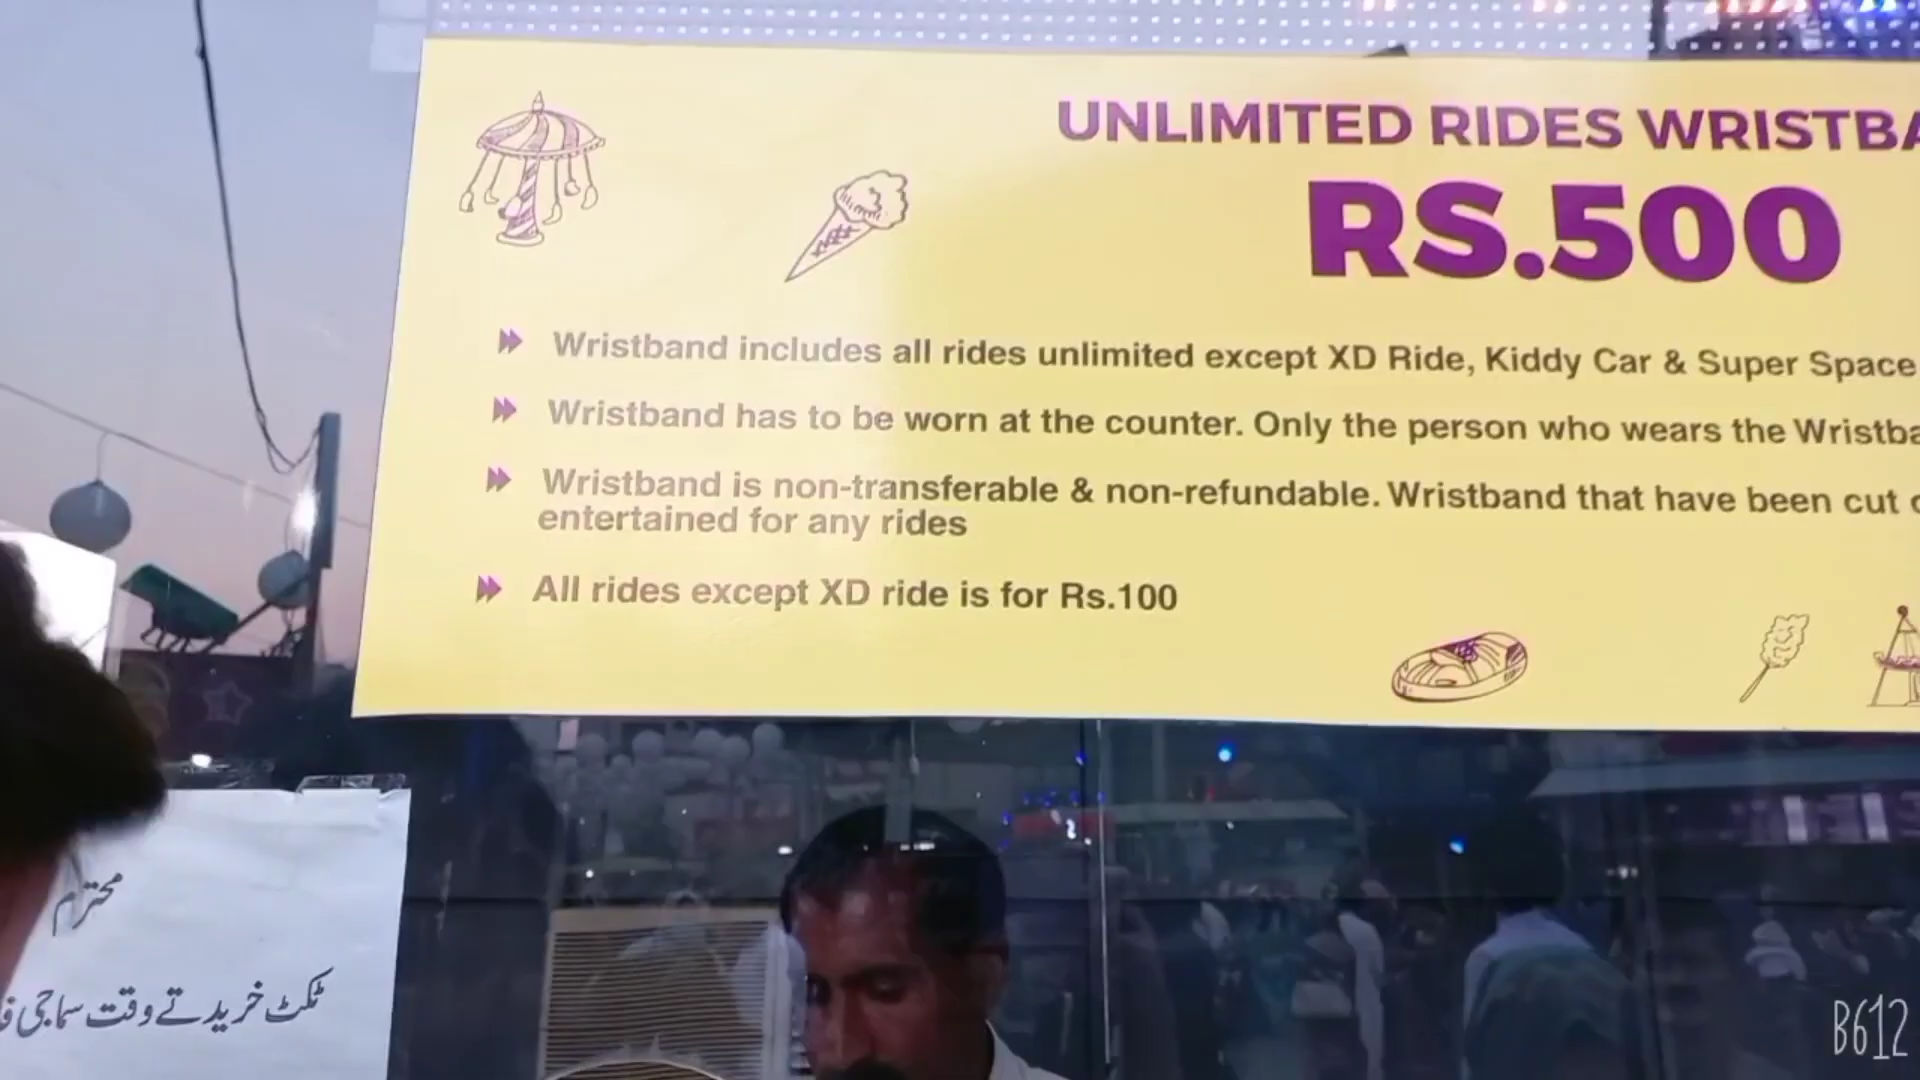 UNLIMITED RIDES
RS.500
Wristband includes all rides unlimited except XD Ride, Kiddy Car & Super Space
Wristband has to be worn at the counter. Only the person who wears the
Wristband is non-transferable & non-refundable. Wristband that have been cut
entertained for any rides
All rides except XD ride is for Rs.100
محترم
ٹکٹ خریدتے وقت سماجی
B612